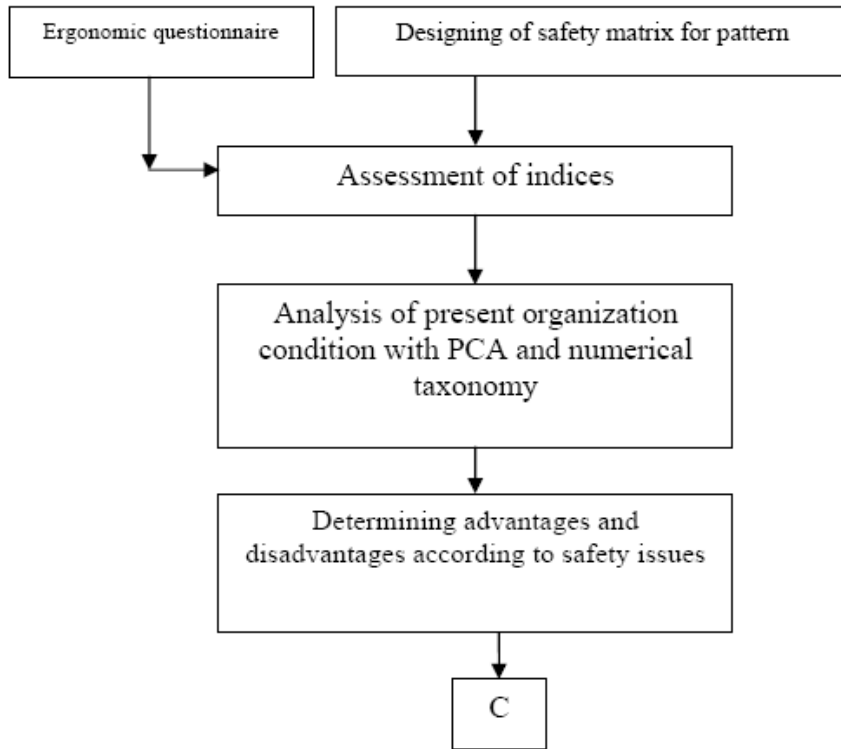 Ergonomic questionnaire
Designing of safety matrix for pattern
Assessment of indices
Analysis of present organization
condition with PCA and numerical
taxonomy
Determining advantages and
disadvantages according to safety issues
C